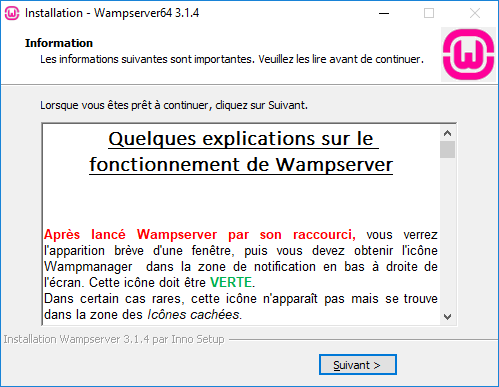 Installation - Wampserver64 3.1.4
Information
Les informations suivantes sont importantes. Veuillez les lire avant de continuer.
Lorsque vous êtes prêt à continuer, cliquez sur Suivant.
Quelques explications sur le
fonctionnement de Wampserver
Après lancé Wampserver par son raccourci, vous verrez
l'apparition brève d'une fenêtre, puis vous devez obtenir l'icône
Wampmanager dans la zone de notification en bas à droite de
l'écran. Cette icône doit être VERTE.
Dans certain cas rares, cette icône n'apparaît pas mais se trouve
dans la zone des Icônes cachées.
Installation Wampserver 3.1.4 par Inno Setup
Suivant >